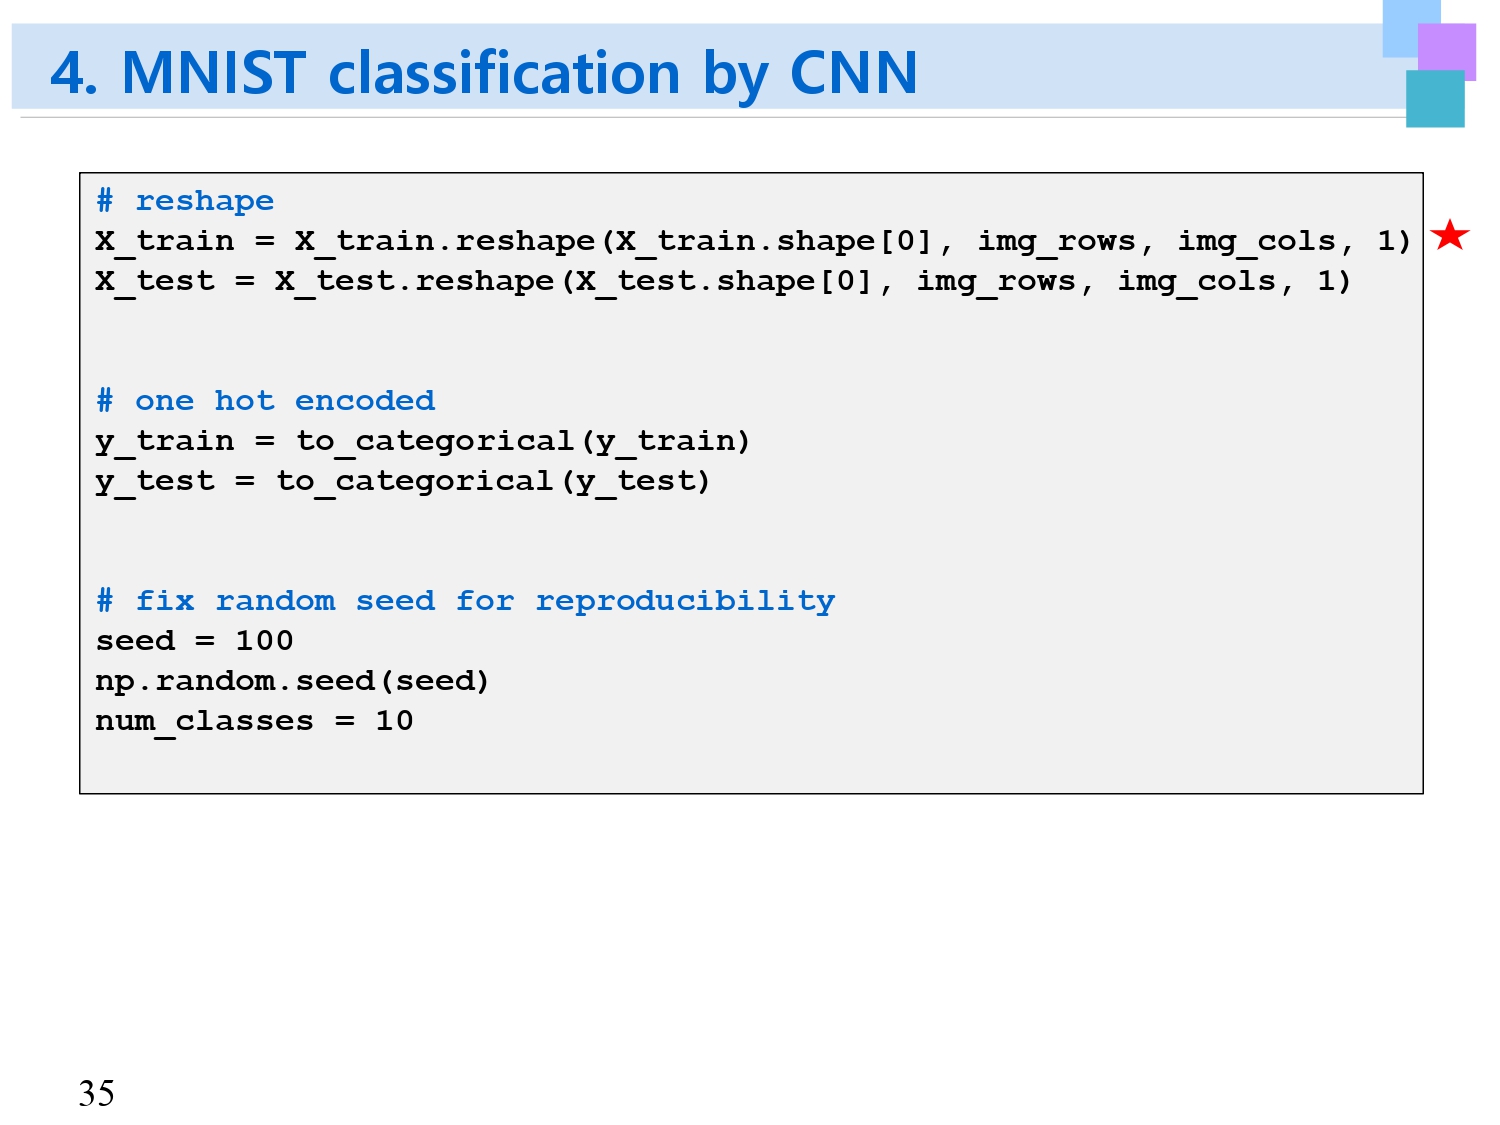 4. MNIST classification by CNN
# reshape
X_train = X_train.reshape(X_train.shape[0], img_rows, img_cols, 1)
X_test = X_test.reshape(X_test.shape[0], img_rows, img_cols, 1)
# one hot encoded
y_train = to_categorical(y_train)
y_test = to_categorical(y_test)
# fix random seed for reproducibility
seed = 100
np.random.seed(seed)
num_classes = 10
35